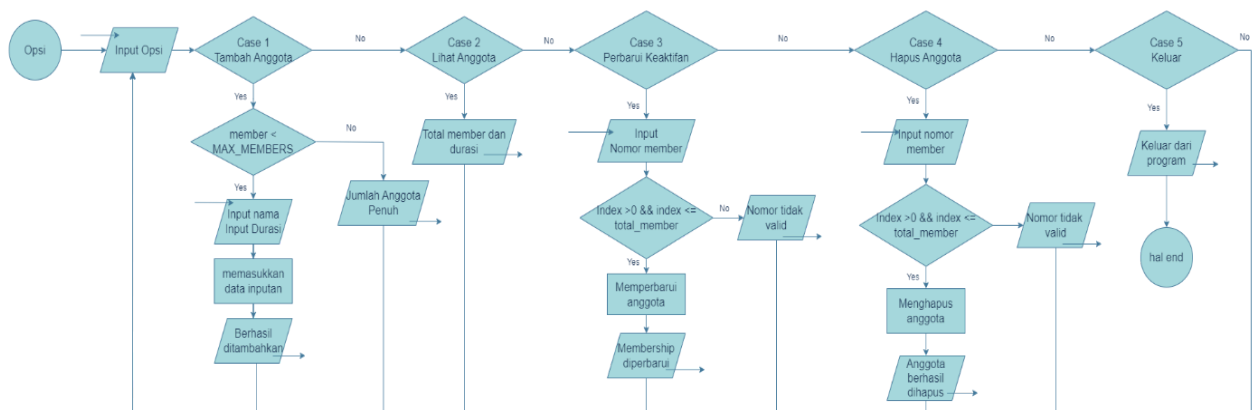 Opsi
Input Opsi
Case 1
Tambah Anggota
No
Case 2
Lihat Anggota
No
Case 3
Perbarui Keaktifan
No
Case 4
Hapus Anggota
No
Case 5
Keluar
No
Yes
member <
MAX_MEMBERS
No
Yes
Input nama
Input Durasi
memasukkan
data inputan
Berhasil
ditambahkan
Jumlah Anggota
Penuh
Yes
Total member dan
durasi
Yes
Input
Nomor member
Index >0 && index <=
total_member
No
Nomor tidak
valid
Yes
Memperbarui
anggota
Membership
diperbarui
Yes
Input nomor
member
Index >0 && index <=
total_member
Nomor tidak
valid
Yes
Menghapus
anggota
Anggota
berhasil
dihapus
Yes
Keluar dari
program
hal end